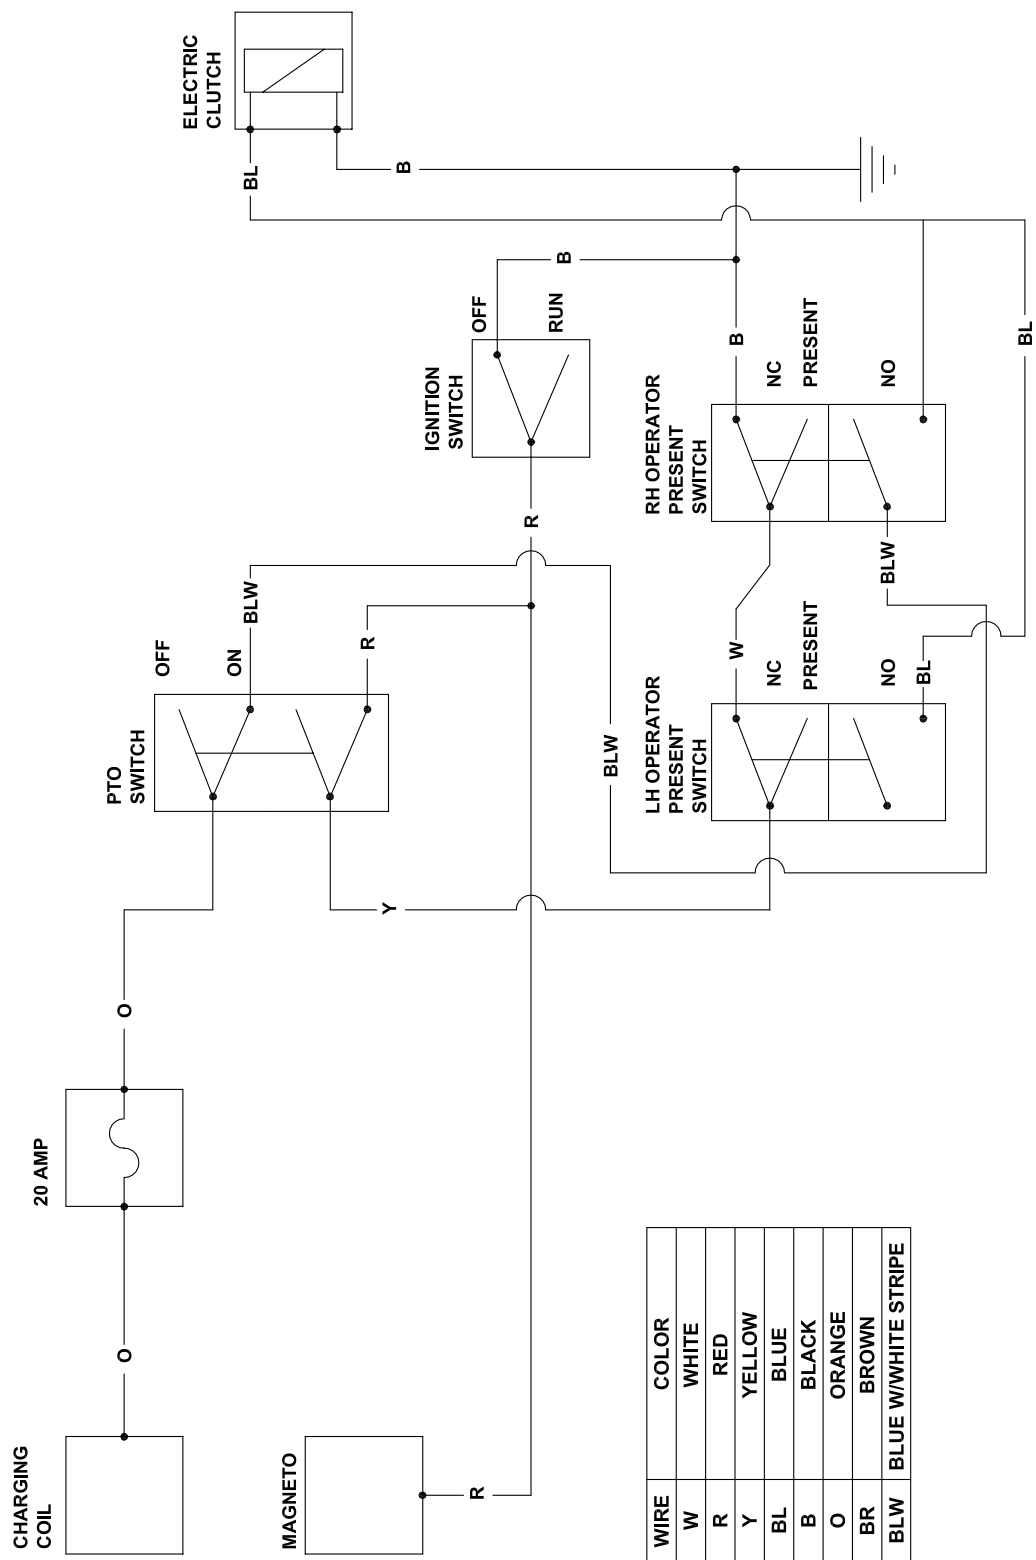 CHARGING
COIL
20 AMP
O
O
MAGNETO
R
PTO
SWITCH
OFF
ON
BLW
R
Y
ELECTRIC
CLUTCH
BL
B
IGNITION
SWITCH
OFF
RUN
B
R
BLW
LH OPERATOR
PRESENT
SWITCH
NC
PRESENT
NO
W
BL
RH OPERATOR
PRESENT
SWITCH
NC
PRESENT
NO
B
BLW
BL
WIRE COLOR
W WHITE
R RED
Y YELLOW
BL BLUE
B BLACK
O ORANGE
BR BROWN
BLW BLUE W/WHITE STRIPE